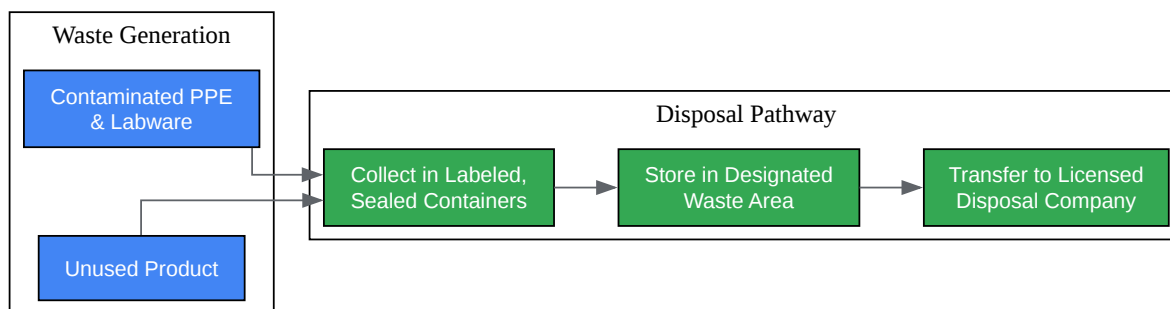 Waste Generation
Contaminated PPE
& Labware
Unused Product
Disposal Pathway
Collect in Labeled,
Sealed Containers
Store in Designated
Waste Area
Transfer to Licensed
Disposal Company